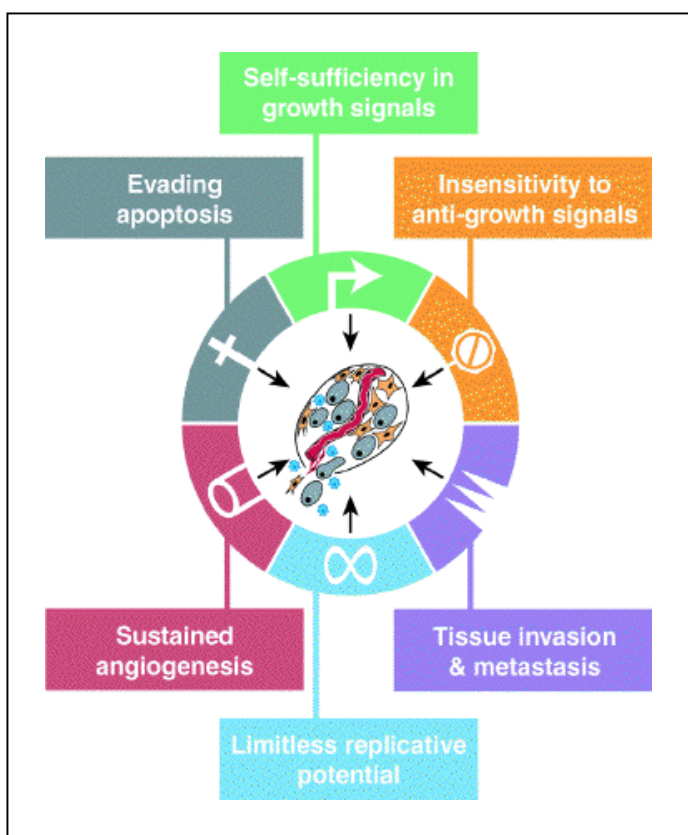 Self-sufficiency in
growth signals
Evading
apoptosis
Insensitivity to
anti-growth signals
Sustained
angiogenesis
Tissue invasion
& metastasis
Limitless replicative
potential